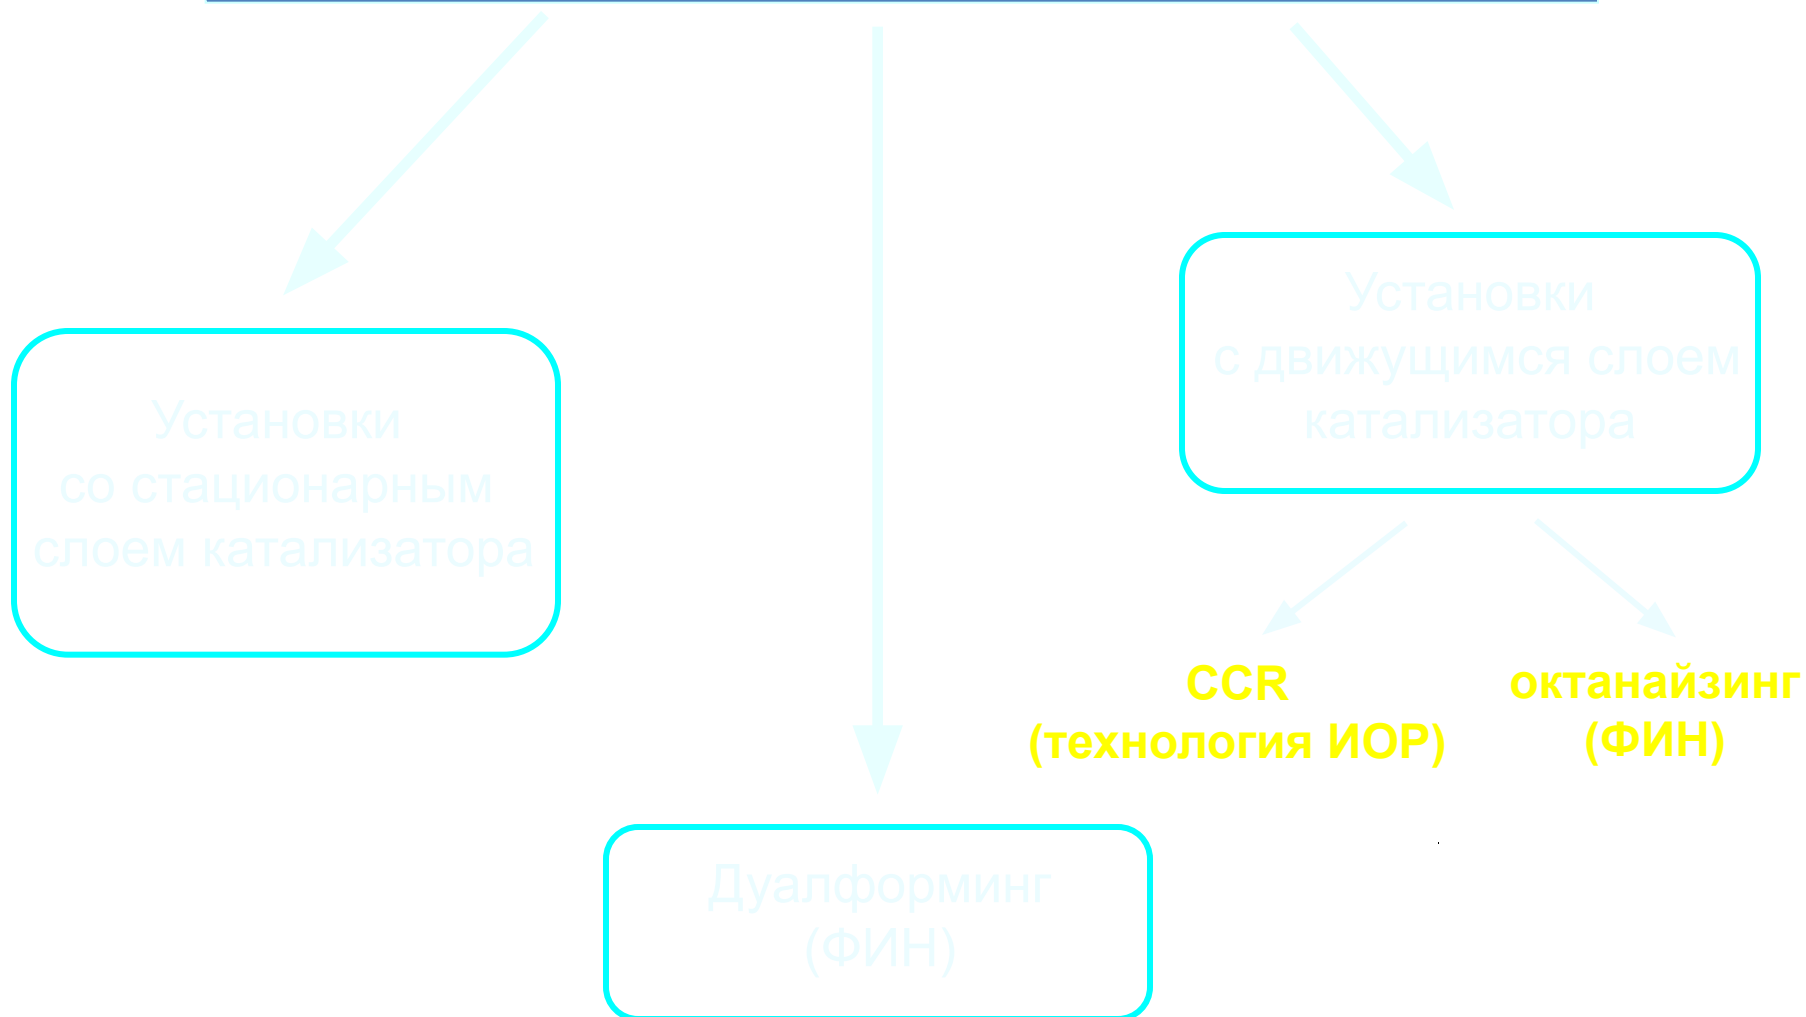 Установки
с движущимся слоем
катализатора
Установки
со стационарным
слоем катализатора
CCR
(технология ИОР)
октанайзинг
(ФИН)
Дуалформинг
(ФИН)